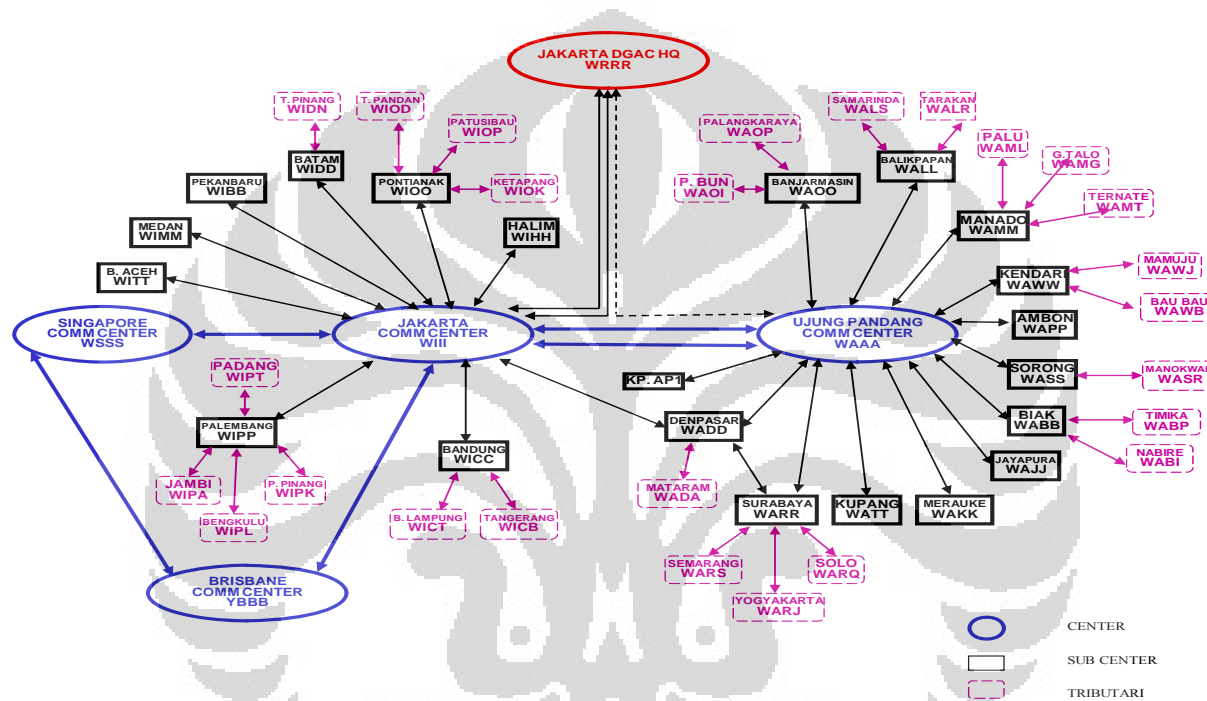 JAKARTA DGAC HQ
WRRR
T. PINANG
WIDN
T. PANDAN
WIOD
PATUSIBAU
WIOP
PALANGKARAYA
WAOP
SAMARINDA
WALS
TARAKAN
WALR
PALU
WAML
G.TALO
WAMG
TERNATE
WAMT
BATAM
WIDD
PEKANBARU
WIBB
PONTIANAK
WIOO
KETAPANG
WIOK
P. BUN
WAOI
BANJARMASIN
WAOO
BALIKPAPAN
WALL
MEDAN
WIMM
HALIM
WIHH
MANADO
WAMM
B. ACEH
WITT
KENDARI
WAWW
MAMUJU
WAWJ
BAU BAU
WAWB
SINGAPORE
COMM CENTER
WSSS
JAKARTA
COMM CENTER
WIII
UJUNG PANDANG
COMM CENTER
WAAA
AMBON
WAPP
PADANG
WIPT
KP. AP1
SORONG
WASS
MANOKWARI
WASR
PALEMBANG
WIPP
DENPASAR
WADD
BIAK
WABB
TIMIKA
WABP
BANDUNG
WICC
JAYAPURA
WAJJ
NABIRE
WABI
JAMBI
WIPA
P. PINANG
WIPK
MATARAM
WADA
BENGKULU
WIPL
B. LAMPUNG
WICT
TANGERANG
WICB
SURABAYA
WARR
KUPANG
WATT
MERAUKE
WAKK
SEMARANG
WARS
SOLO
WARQ
BRISBANE
COMM CENTER
YBBB
YOGYAKARTA
WARJ
CENTER
SUB CENTER
TRIBUTARI